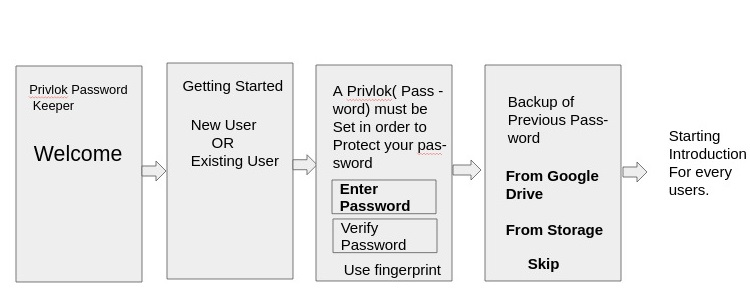 Privlok Password
Keeper
Welcome
Getting Started
New User
OR
Existing User
A Privlok( Pass -
word) must be
Set in order to
Protect your pas-
sword
Enter
Password
Verify
Password
Use fingerprint
Backup of
Previous Pass-
word
From Google
Drive
From Storage
Skip
Starting
Introduction
For every
users.